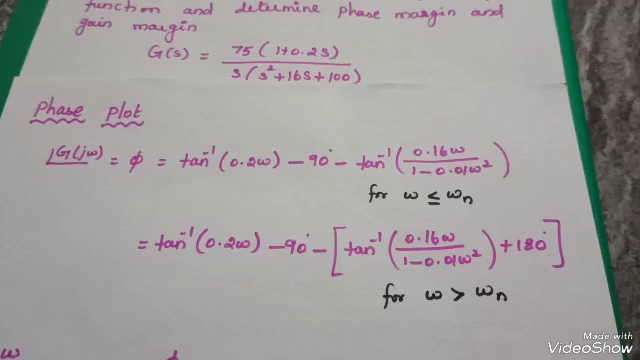 function and determine phase margin and
gain margin
G(s) = 75(1+0.2s) / s(s²+16s+100)
Phase Plot
∠G(jω) = φ = tan⁻¹(0.2ω) − 90° − tan⁻¹(0.16ω / 1−0.01ω²)
for ω ≤ ωn
= tan⁻¹(0.2ω) − 90° − [tan⁻¹(0.16ω / 1−0.01ω²) + 180°]
for ω > ωn
ω
Made with
VideoShow